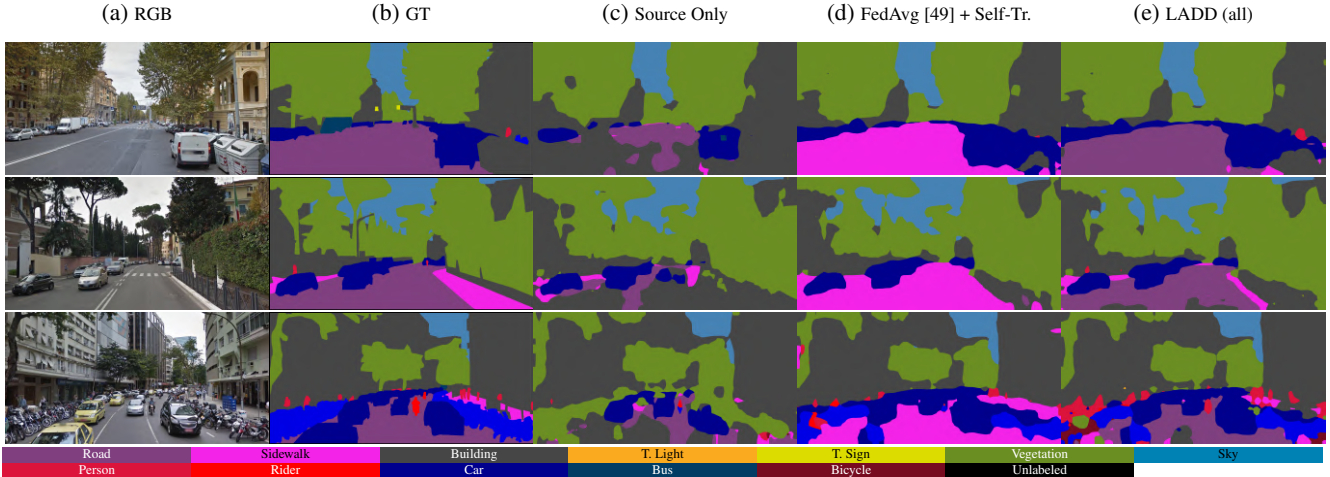 (a) RGB (b) GT (c) Source Only (d) FedAvg [49] + Self-Tr. (e) LADD (all)
Road Sidewalk Building T. Light T. Sign Vegetation Sky
Person Rider Car Bus Bicycle Unlabeled